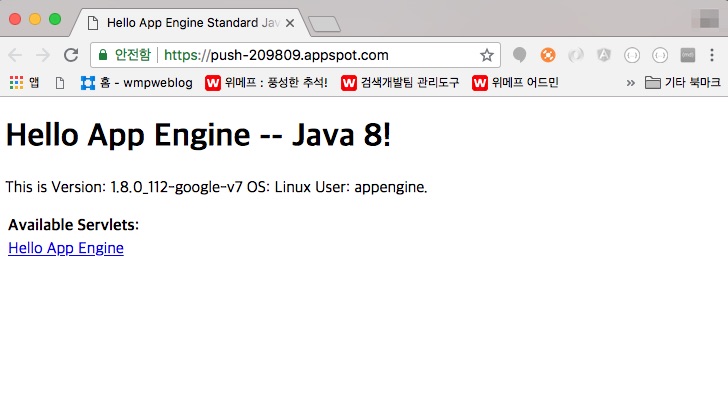 Hello App Engine Standard Jav
안전함 https://push-209809.appspot.com
앱 홈 - wmpweblog 위메프 : 풍성한 추석! 검색개발팀 관리도구 위메프 어드민 » 기타 북마크
Hello App Engine -- Java 8!
This is Version: 1.8.0_112-google-v7 OS: Linux User: appengine.
Available Servlets:
Hello App Engine